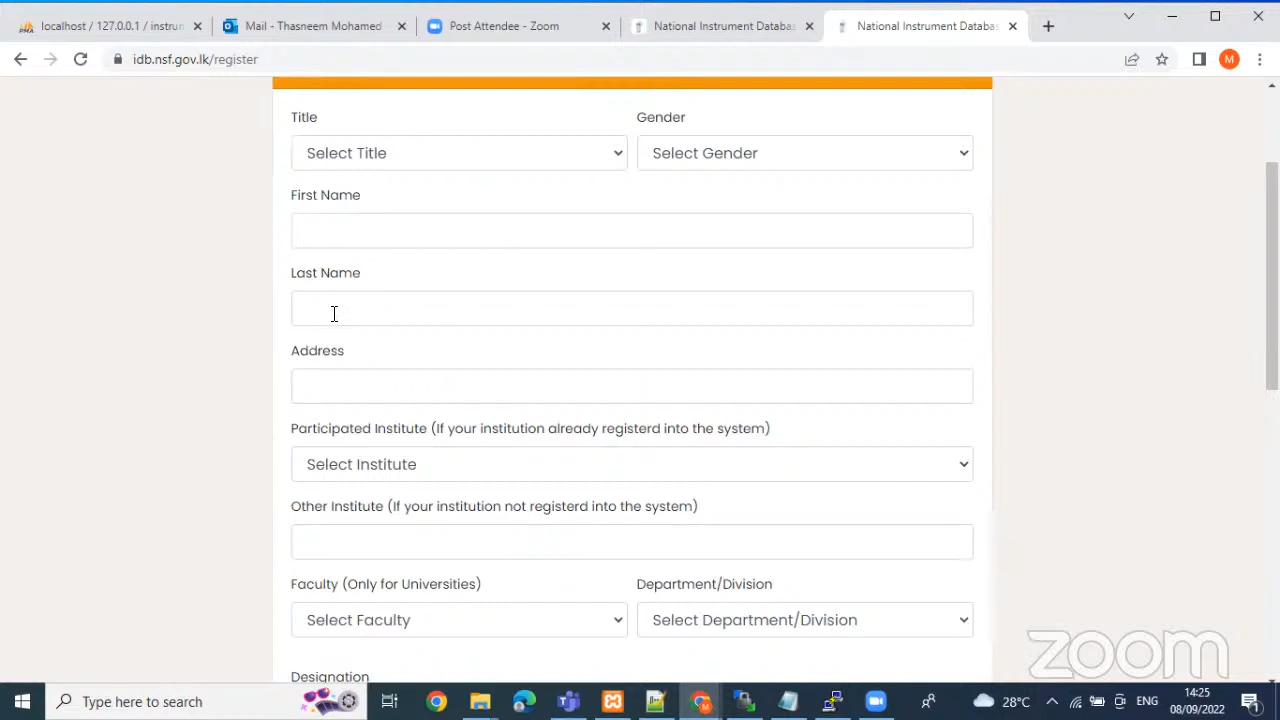 localhost / 127.0.0.1 / instrun
Mail - Thasneem Mohamed
Post Attendee - Zoom
National Instrument Databas
National Instrument Databas
idb.nsf.gov.lk/register
M
Title
Gender
Select Title
Select Gender
First Name
Last Name
Address
Participated Institute (If your institution already registerd into the system)
Select Institute
Other Institute (If your institution not registerd into the system)
Faculty (Only for Universities)
Department/Division
Select Faculty
Select Department/Division
Designation
zoom
Type here to search
28°C
ENG
14:25
08/09/2022
1